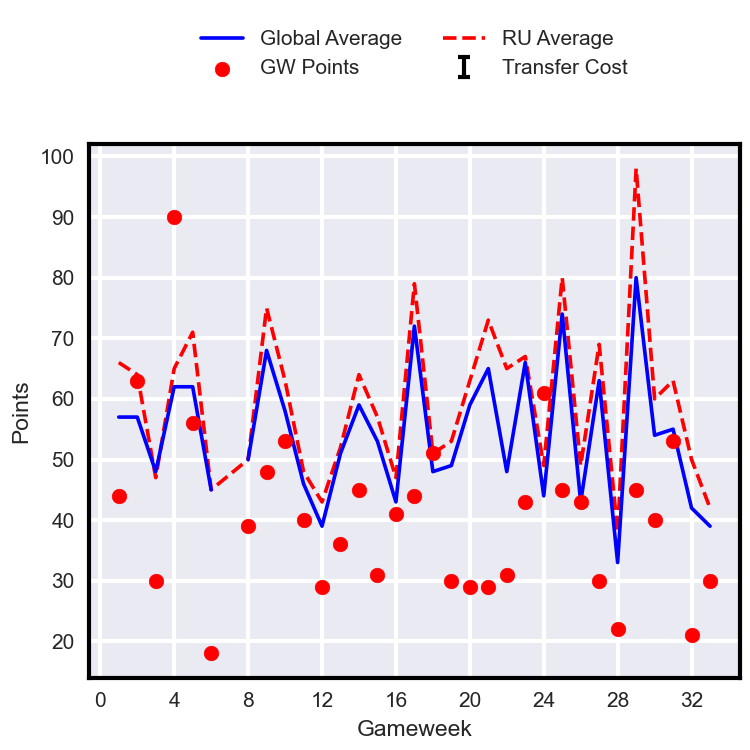 Global Average
RU Average
GW Points
Transfer Cost
100
90
80
70
60
50
40
30
20
Points
0 4 8 12 16 20 24 28 32
Gameweek